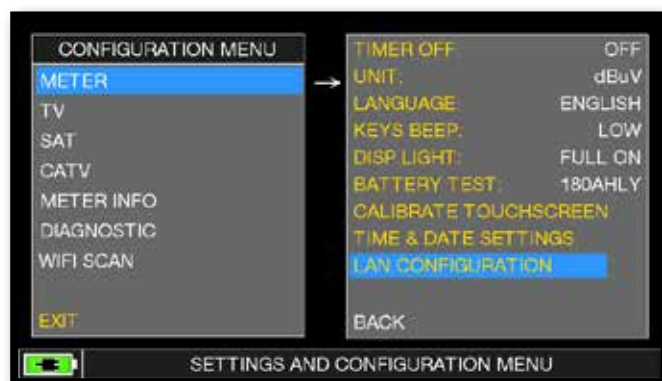 CONFIGURATION MENU
METER
TV
SAT
CATV
METER INFO
DIAGNOSTIC
WIFI SCAN
EXIT
TIMER OFF OFF
UNIT: dBuV
LANGUAGE ENGLISH
KEYS BEEP: LOW
DISP LIGHT: FULL ON
BATTERY TEST: 180AHLY
CALIBRATE TOUCHSCREEN
TIME & DATE SETTINGS
LAN CONFIGURATION
BACK
SETTINGS AND CONFIGURATION MENU